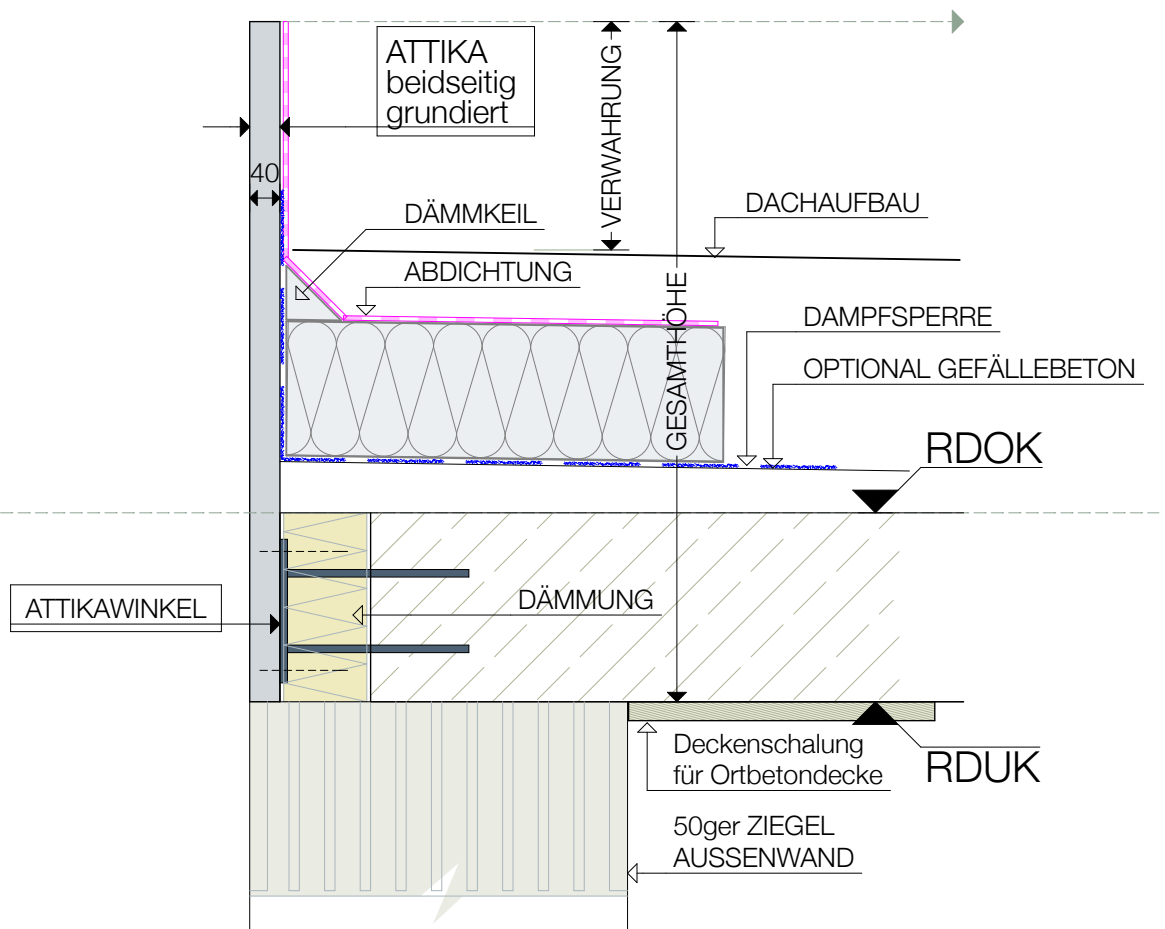 ATTIKA
beidseitig
grundiert
VERWAHRUNG
40
DÄMMKEIL
DACHAUFBAU
ABDICHTUNG
GESAMTHÖHE
DAMPFSPERRE
OPTIONAL GEFÄLLEBETON
RDOK
ATTIKAWINKEL
DÄMMUNG
Deckenschalung
für Ortbetondecke
RDUK
50ger ZIEGEL
AUSSENWAND